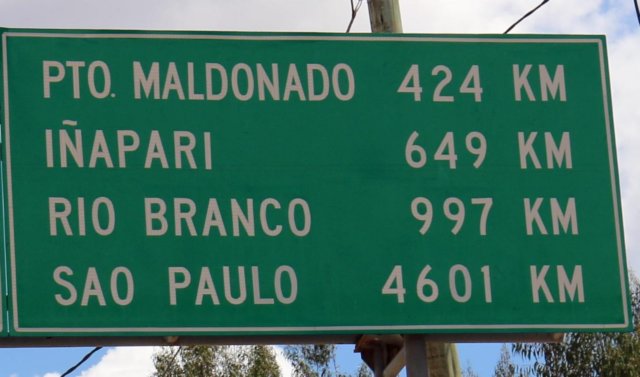 PTO. MALDONADO 424 KM
IÑAPARI 649 KM
RIO BRANCO 997 KM
SAO PAULO 4601 KM